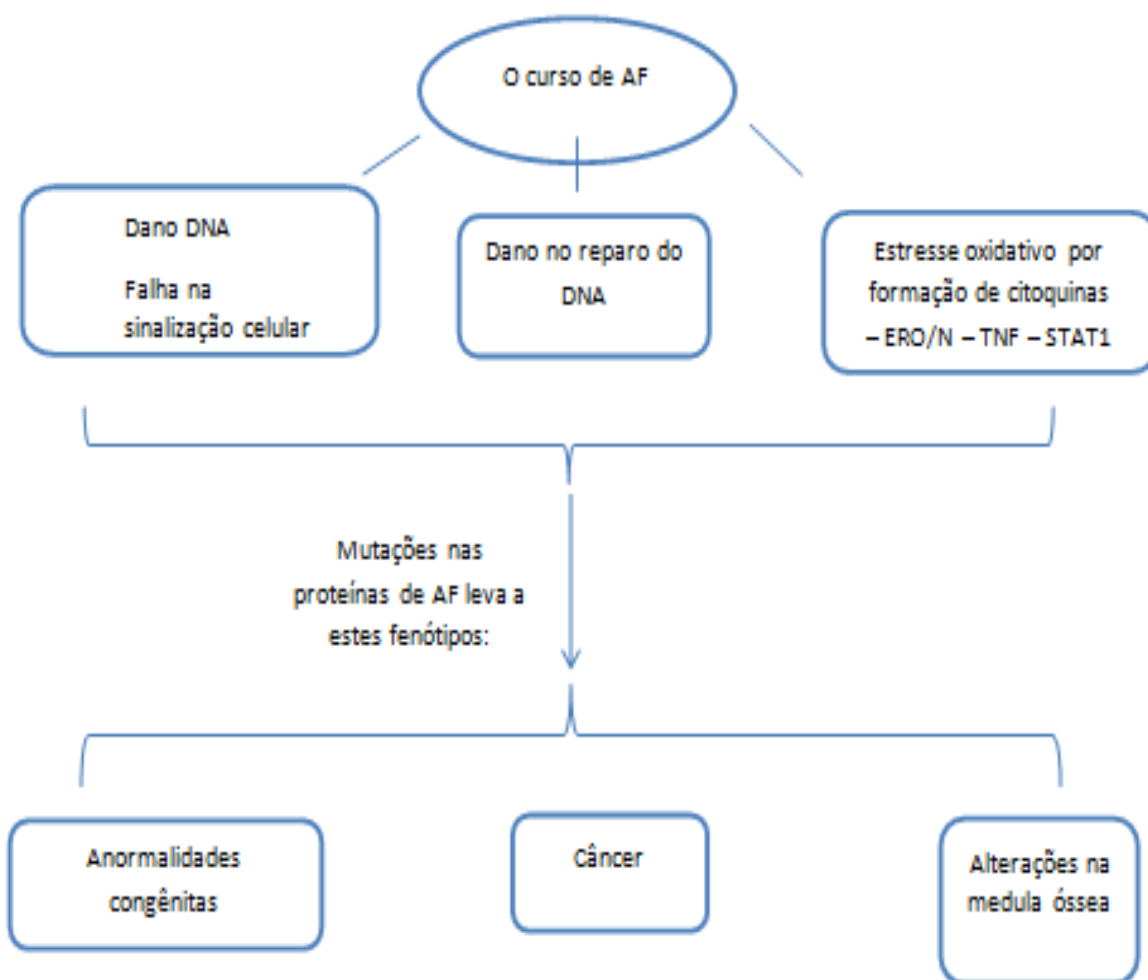 O curso de AF
Dano DNA
Falha na
sinalização celular
Dano no reparo do
DNA
Estresse oxidativo por
formação de citoquinas
– ERO/N – TNF – STAT1
Mutações nas
proteínas de AF leva a
estes fenótipos:
Anormalidades
congênitas
Câncer
Alterações na
medula óssea